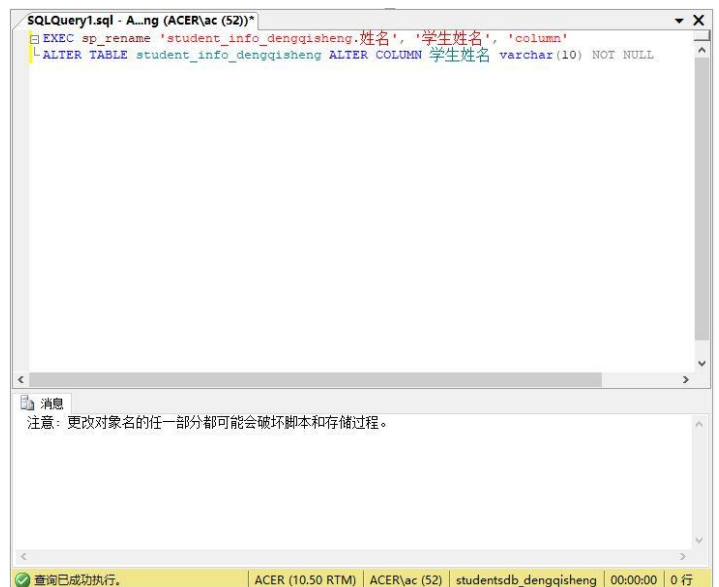 SQLQuery1.sql - A...ng (ACER\ac (52))*
EXEC sp_rename 'student_info_dengqisheng.姓名', '学生姓名', 'column'
ALTER TABLE student_info_dengqisheng ALTER COLUMN 学生姓名 varchar(10) NOT NULL
消息
注意: 更改对象名的任一部分都可能会破坏脚本和存储过程。
查询已成功执行。 ACER (10.50 RTM) ACER\ac (52) studentsdb_dengqisheng 00:00:00 0 行